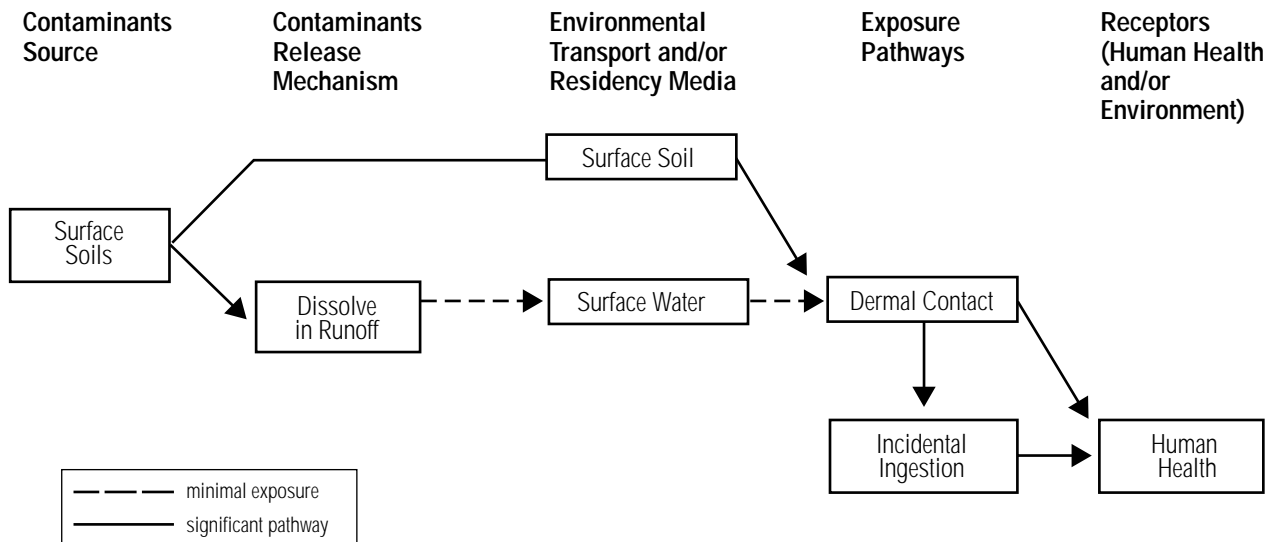 Contaminants
Source
Contaminants
Release
Mechanism
Environmental
Transport and/or
Residency Media
Exposure
Pathways
Receptors
(Human Health
and/or
Environment)
Surface Soil
Surface
Soils
Dissolve
in Runoff
Surface Water
Dermal Contact
Incidental
Ingestion
Human
Health
minimal exposure
significant pathway